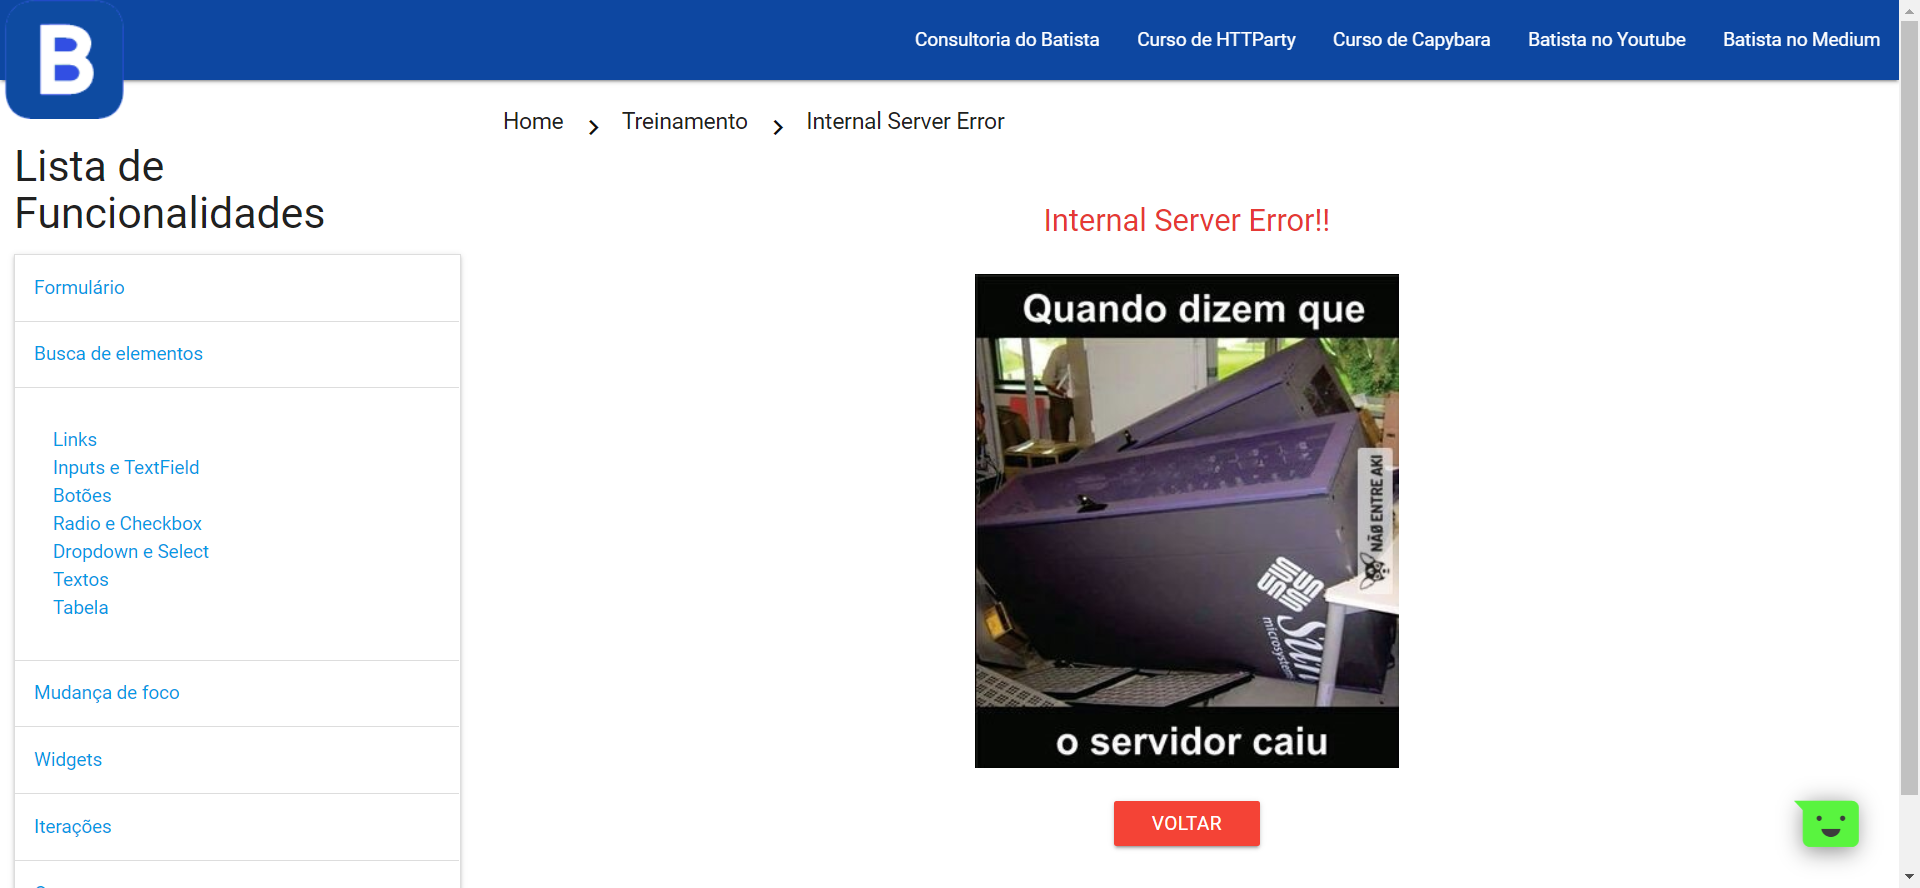 B
Consultoria do Batista
Curso de HTTParty
Curso de Capybara
Batista no Youtube
Batista no Medium
Home
Treinamento
Internal Server Error
Lista de
Funcionalidades
Formulário
Busca de elementos
Links
Inputs e TextField
Botões
Radio e Checkbox
Dropdown e Select
Textos
Tabela
Mudança de foco
Widgets
Iterações
Internal Server Error!!
Quando dizem que
NÃØ ENTRE AKI
Sun
microsystems
o servidor caiu
VOLTAR